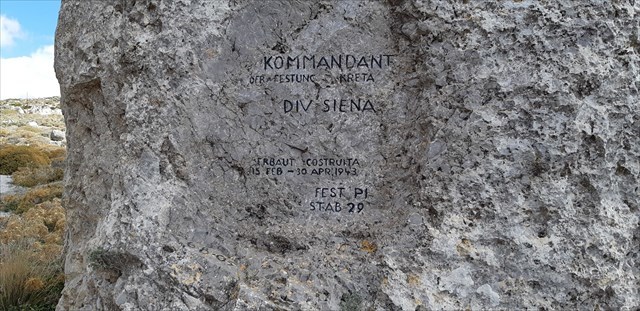 KOMMANDANT
DER FESTUNG KRETA
DIV SIENA
ERBAUT COSTRUITA
15. FEB – 30 APR. 1943
FEST PI
STAB 29